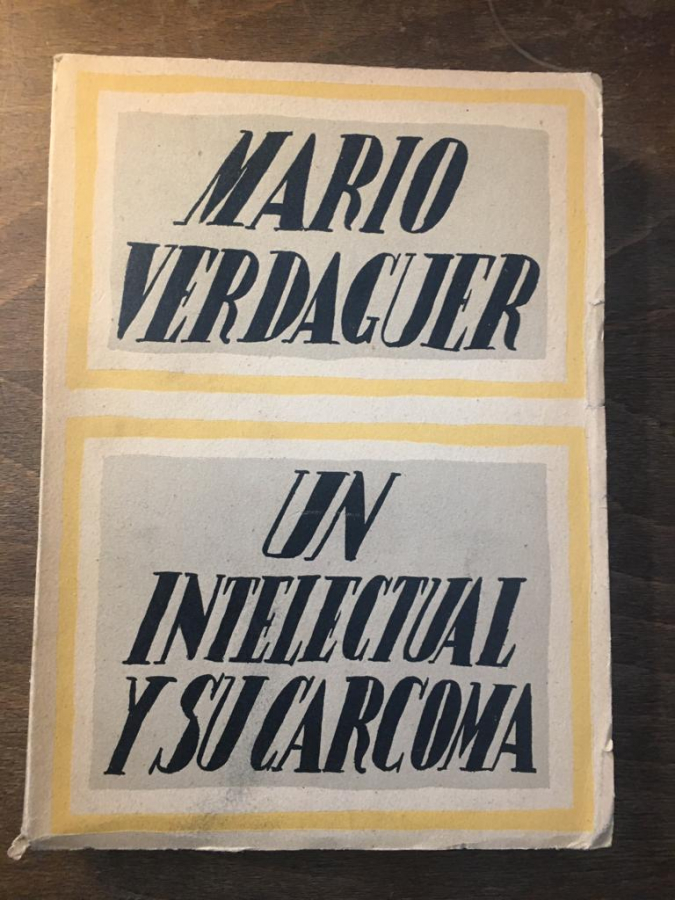 MARIO
VERDAGUER
UN
INTELECTUAL
Y SU CARCOMA